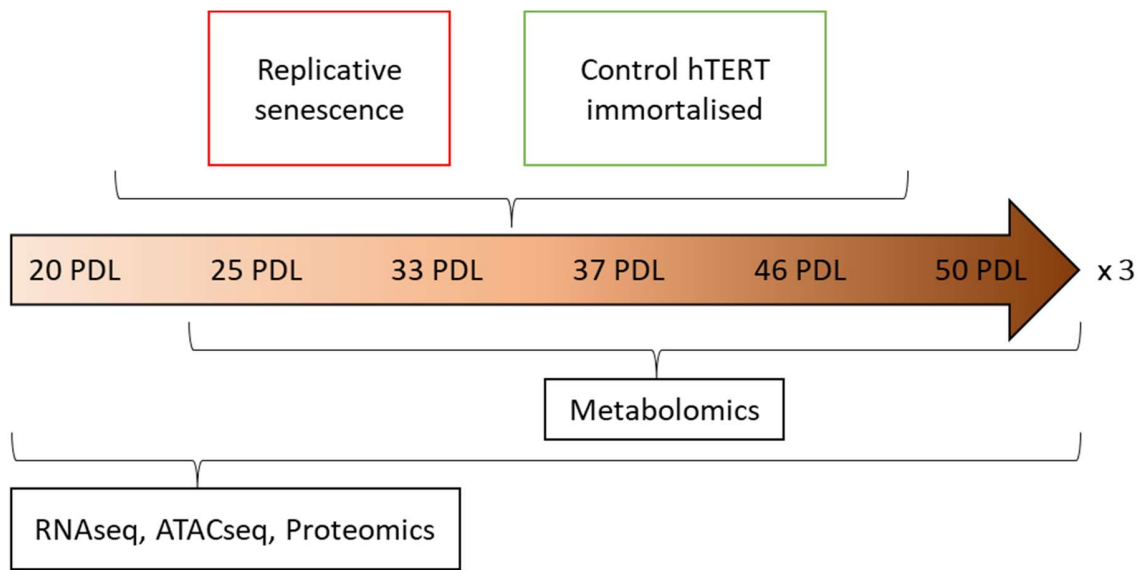 Replicative
senescence
Control hTERT
immortalised
20 PDL 25 PDL 33 PDL 37 PDL 46 PDL 50 PDL x 3
Metabolomics
RNAseq, ATACseq, Proteomics